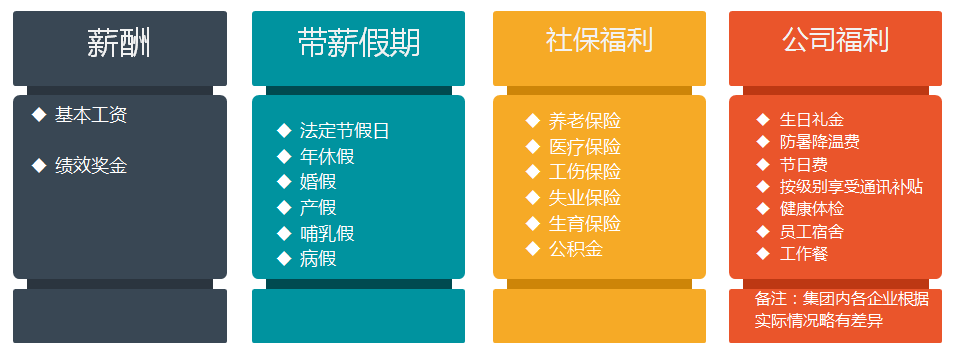 薪酬
◆ 基本工资
◆ 绩效奖金
带薪假期
◆ 法定节假日
◆ 年休假
◆ 婚假
◆ 产假
◆ 哺乳假
◆ 病假
社保福利
◆ 养老保险
◆ 医疗保险
◆ 工伤保险
◆ 失业保险
◆ 生育保险
◆ 公积金
公司福利
◆ 生日礼金
◆ 防暑降温费
◆ 节日费
◆ 按级别享受通讯补贴
◆ 健康体检
◆ 员工宿舍
◆ 工作餐
备注：集团内各企业根据
实际情况略有差异